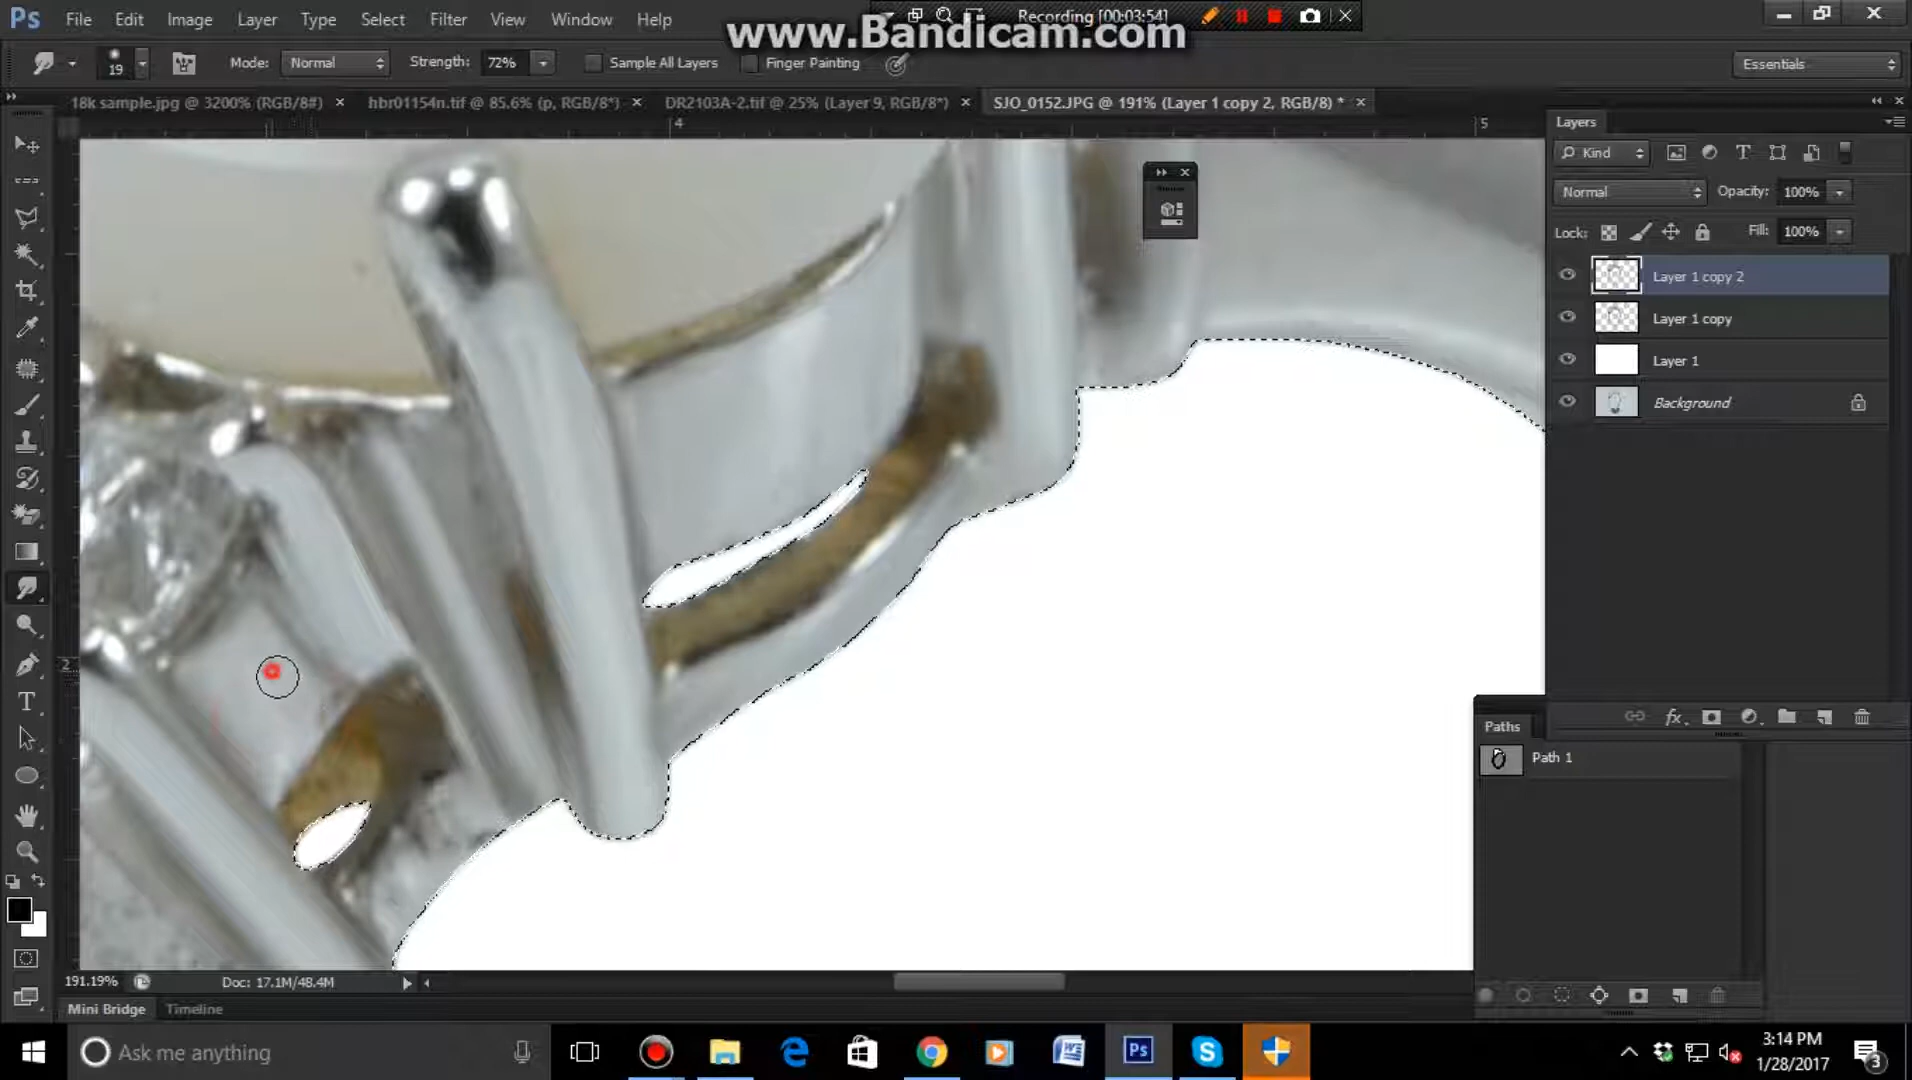 Ps File Edit Image Layer Type Select Filter View Window Help
Recording [00:03:54]
www.Bandicam.com
19 Mode: Normal Strength: 72% Sample All Layers Finger Painting Essentials
18k sample.jpg @ 3200% (RGB/8#) × hbr01154n.tif @ 85.6% (p, RGB/8*) × DR2103A-2.tif @ 25% (Layer 9, RGB/8*) × SJO_0152.JPG @ 191% (Layer 1 copy 2, RGB/8) * ×
4 5
2
Layers
Kind
Normal Opacity: 100%
Lock: Fill: 100%
Layer 1 copy 2
Layer 1 copy
Layer 1
Background
Paths
Path 1
191.19% Doc: 17.1M/48.4M
Mini Bridge Timeline
Ask me anything
3:14 PM
1/28/2017
3